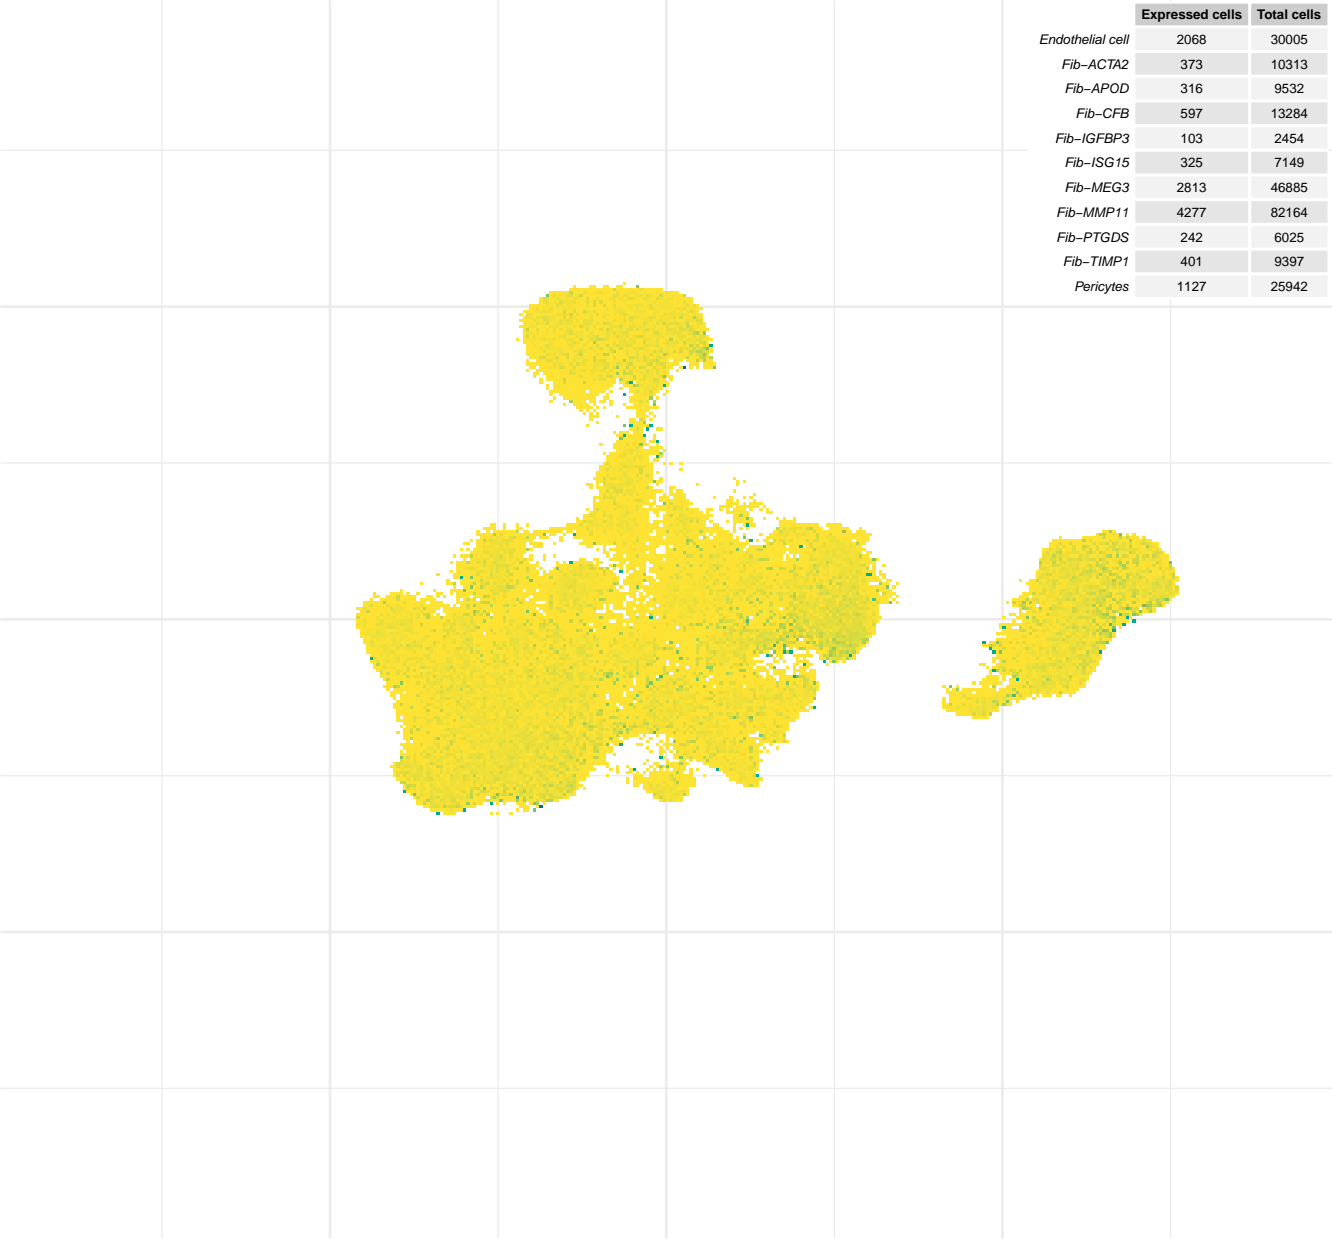 Expressed cells Total cells
Endothelial cell 2068 30005
Fib−ACTA2 373 10313
Fib−APOD 316 9532
Fib−CFB 597 13284
Fib−IGFBP3 103 2454
Fib−ISG15 325 7149
Fib−MEG3 2813 46885
Fib−MMP11 4277 82164
Fib−PTGDS 242 6025
Fib−TIMP1 401 9397
Pericytes 1127 25942